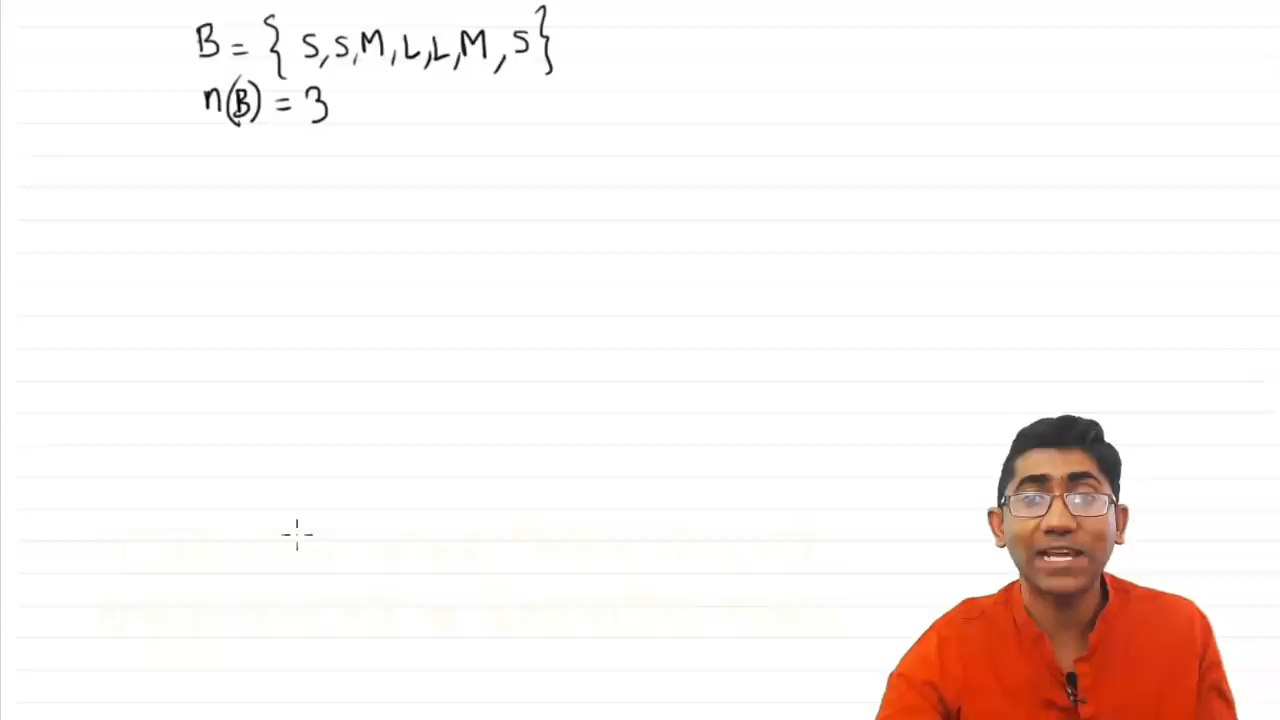 B = { S, S, M, L, L, M, S}
n(B) = 3